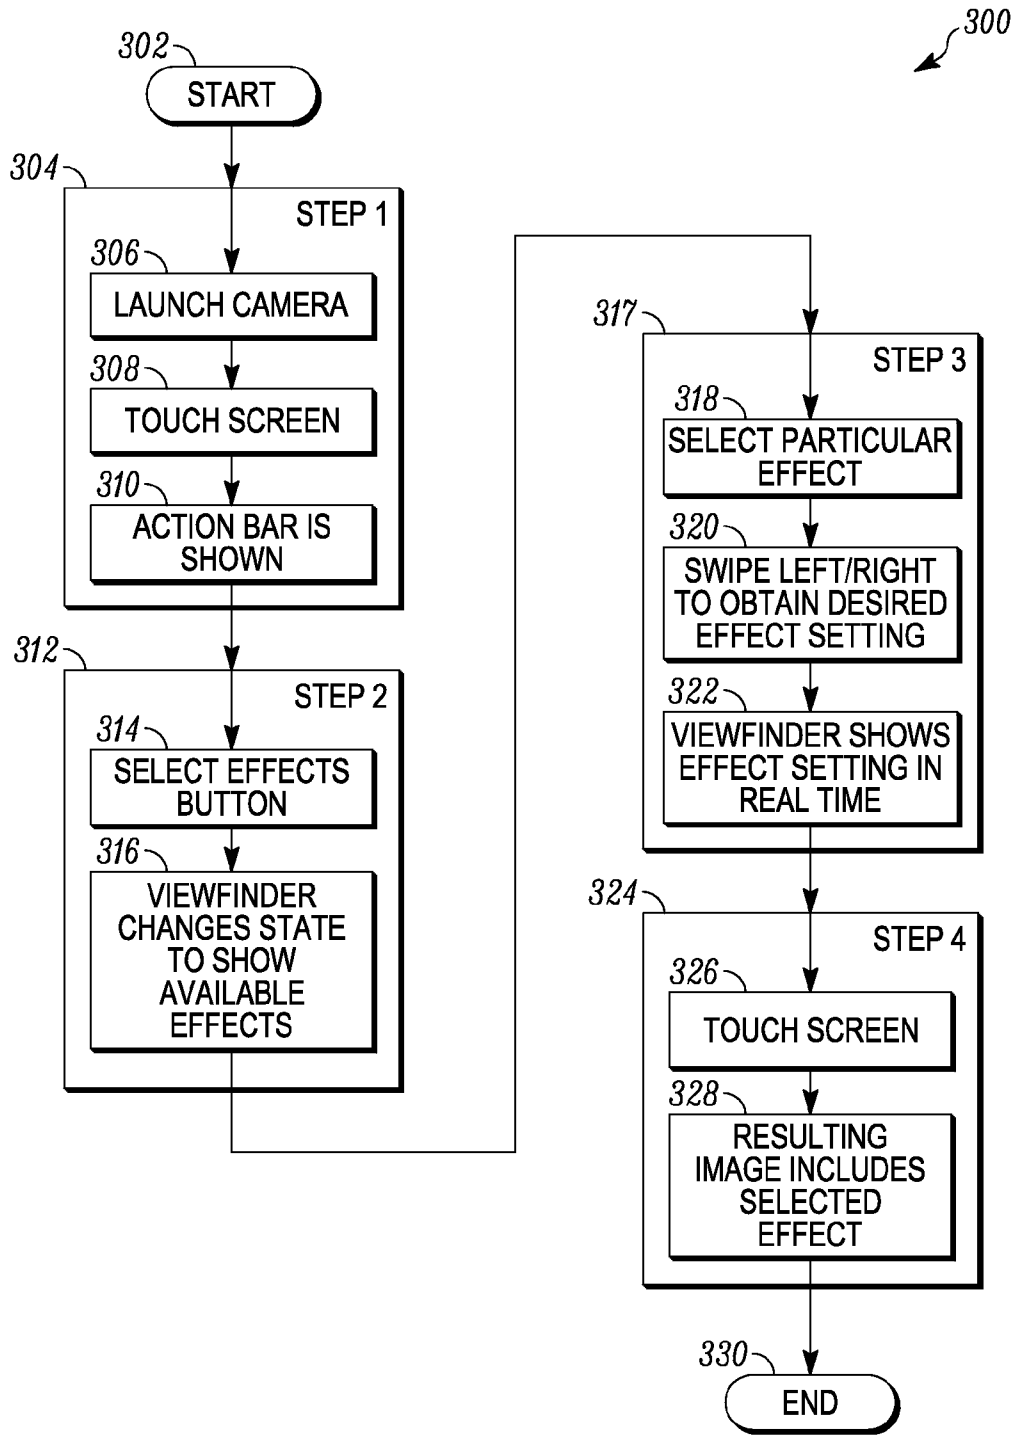 300
302
START
304
STEP 1
306
LAUNCH CAMERA
308
TOUCH SCREEN
310
ACTION BAR IS
SHOWN
312
STEP 2
314
SELECT EFFECTS
BUTTON
316
VIEWFINDER
CHANGES STATE
TO SHOW
AVAILABLE
EFFECTS
317
STEP 3
318
SELECT PARTICULAR
EFFECT
320
SWIPE LEFT/RIGHT
TO OBTAIN DESIRED
EFFECT SETTING
322
VIEWFINDER SHOWS
EFFECT SETTING IN
REAL TIME
324
STEP 4
326
TOUCH SCREEN
328
RESULTING
IMAGE INCLUDES
SELECTED
EFFECT
330
END